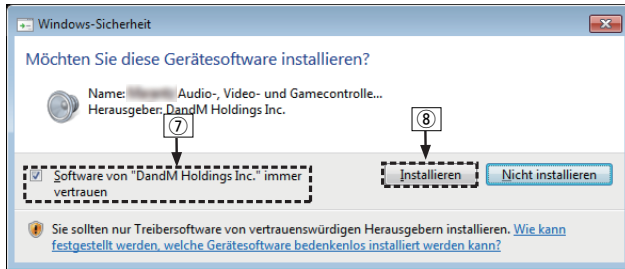 Windows-Sicherheit
Möchten Sie diese Gerätesoftware installieren?
Name: Audio-, Video- und Gamecontrolle...
Herausgeber: DandM Holdings Inc.
⑦
⑧
Software von "DandM Holdings Inc." immer
vertrauen
Installieren
Nicht installieren
Sie sollten nur Treibersoftware von vertrauenswürdigen Herausgebern installieren. Wie kann
festgestellt werden, welche Gerätesoftware bedenkenlos installiert werden kann?